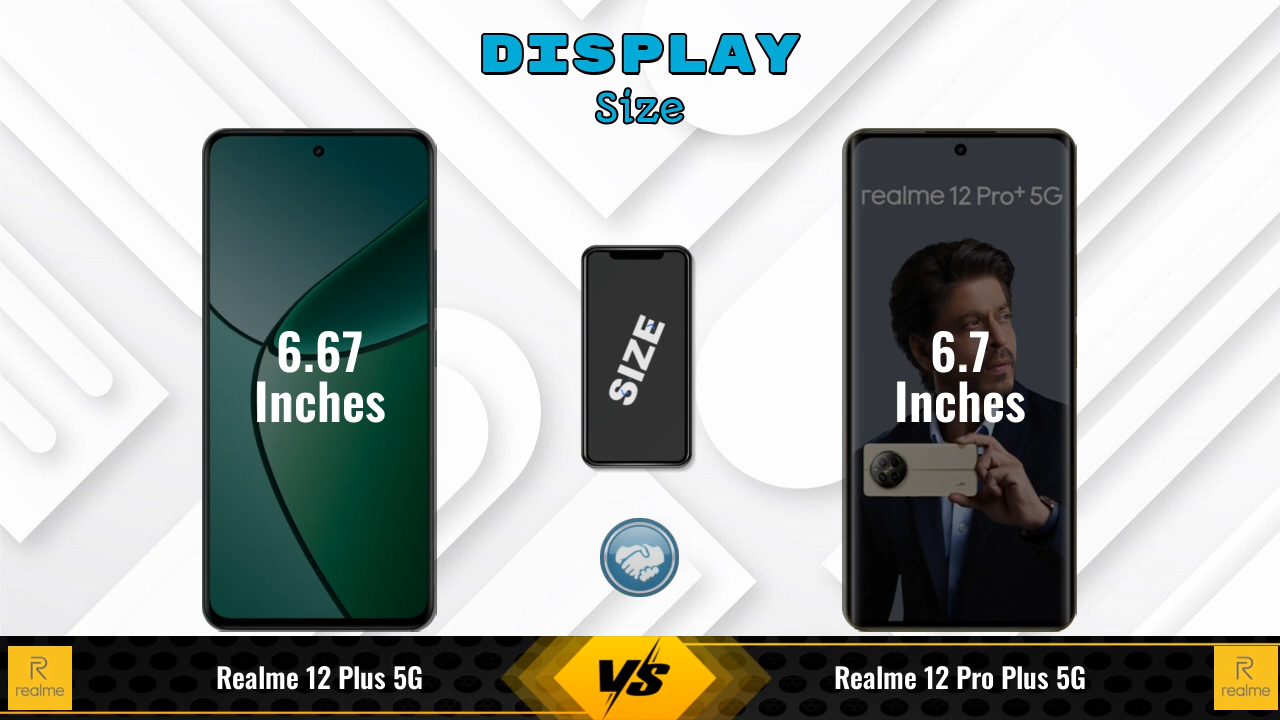 DISPLAY
Size
realme 12 Pro+ 5G
6.67
Inches
SIZE
6.7
Inches
R
realme
Realme 12 Plus 5G
VS
Realme 12 Pro Plus 5G
R
realme